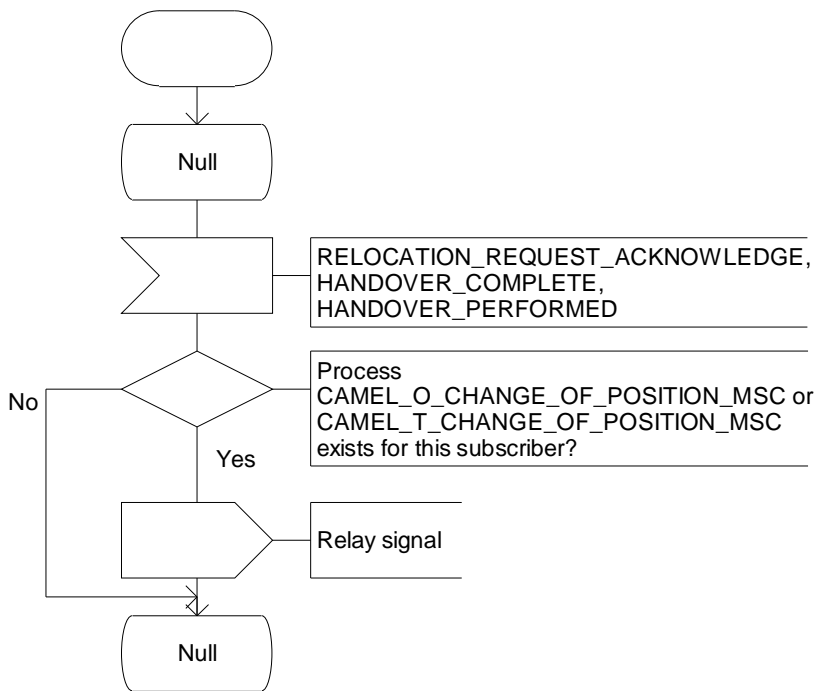 Null
RELOCATION_REQUEST_ACKNOWLEDGE,
HANDOVER_COMPLETE,
HANDOVER_PERFORMED
Process
CAMEL_O_CHANGE_OF_POSITION_MSC or
CAMEL_T_CHANGE_OF_POSITION_MSC
exists for this subscriber?
No
Yes
Relay signal
Null